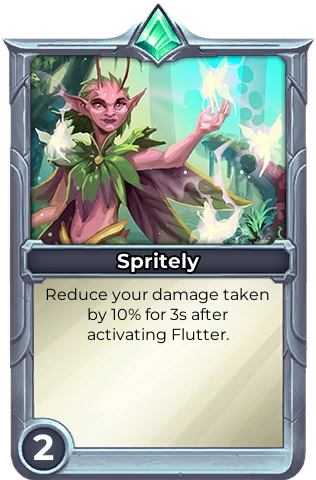 Spritely
Reduce your damage taken
by 10% for 3s after
activating Flutter.
2